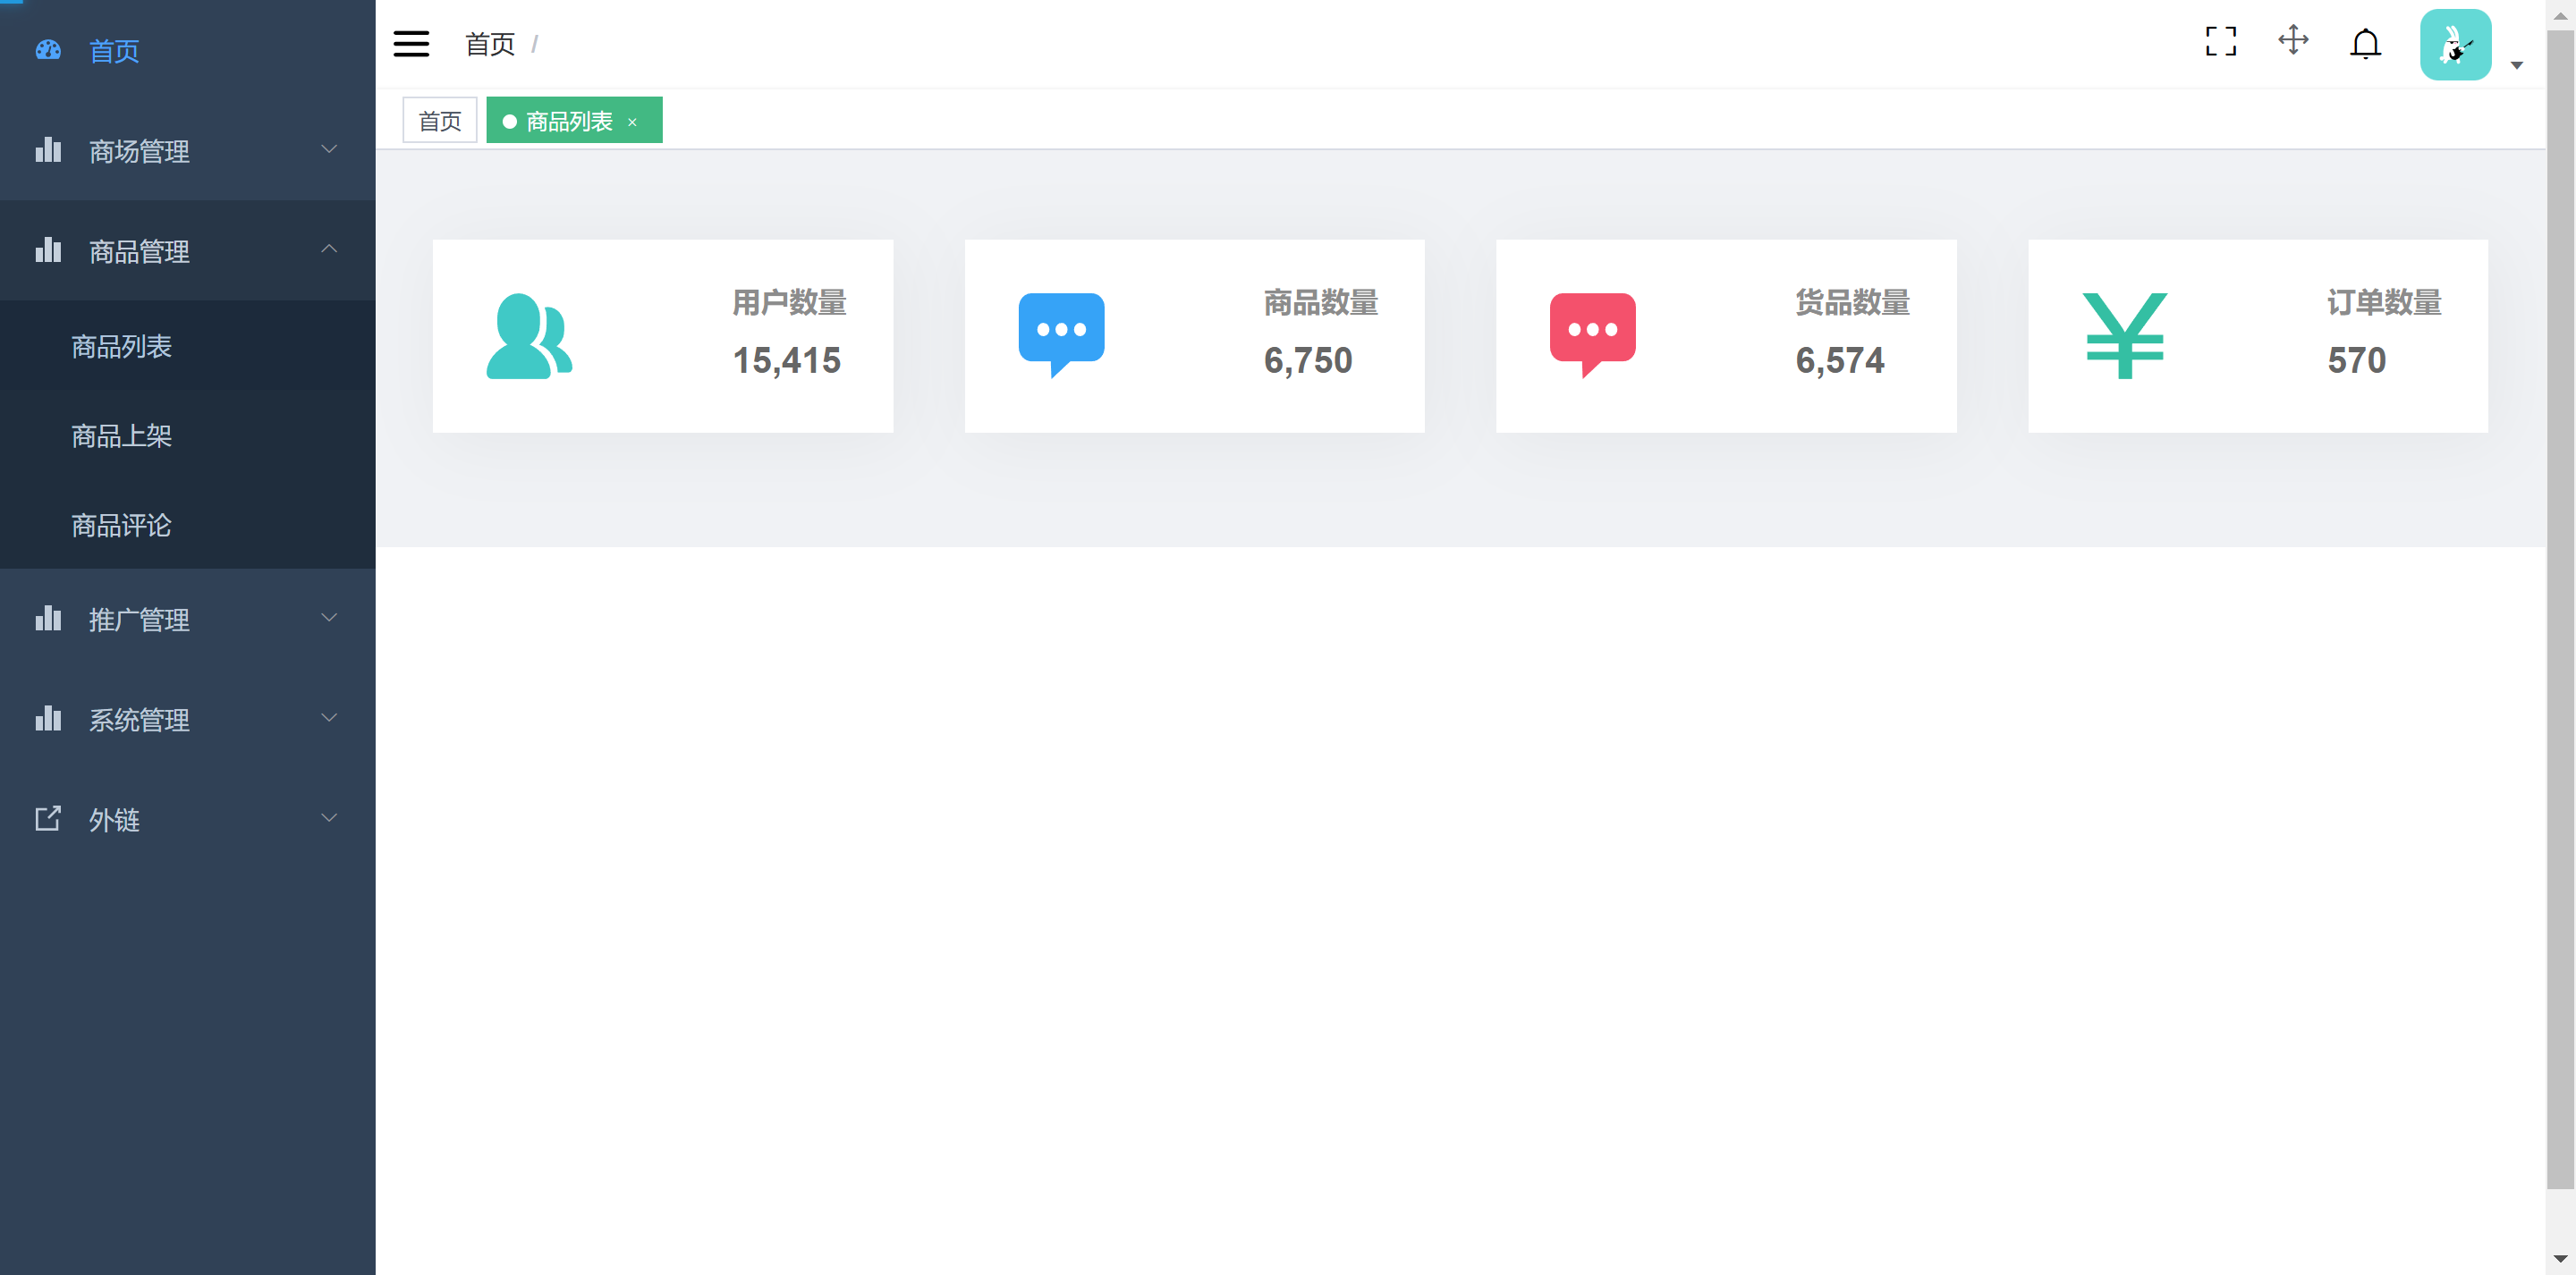 首页
商场管理
商品管理
商品列表
商品上架
商品评论
推广管理
系统管理
外链
首页 /
首页
商品列表 ×
用户数量
15,415
商品数量
6,750
货品数量
6,574
订单数量
570